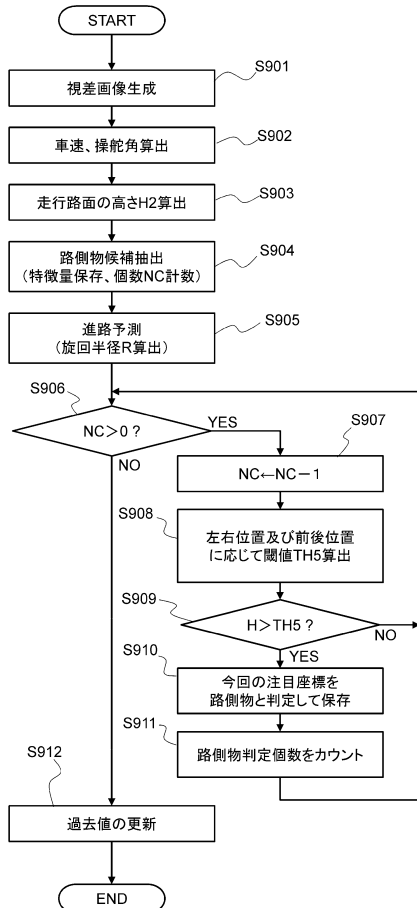 START
S901
視差画像生成
S902
車速、操舵角算出
S903
走行路面の高さH2算出
S904
路側物候補抽出
(特徴量保存、個数NC計数)
S905
進路予測
(旋回半径R算出)
S906
NC＞0？
YES
NO
S907
NC←NC－1
S908
左右位置及び前後位置
に応じて閾値TH5算出
S909
H＞TH5？
NO
YES
S910
今回の注目座標を
路側物と判定して保存
S911
路側物判定個数をカウント
S912
過去値の更新
END